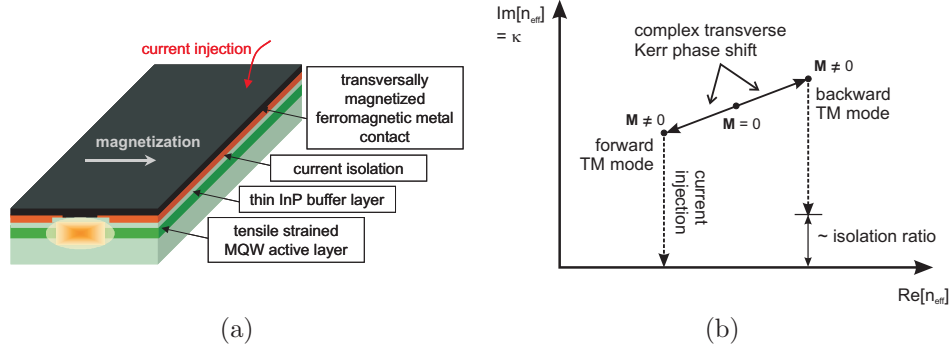 current injection
transversally
magnetized
ferromagnetic metal
contact
magnetization
current isolation
thin InP buffer layer
tensile strained
MQW active layer
(a)
Im[n_eff]
= κ
complex transverse
Kerr phase shift
M ≠ 0
M ≠ 0
M = 0
backward
TM mode
forward
TM mode
current
injection
~ isolation ratio
Re[n_eff]
(b)